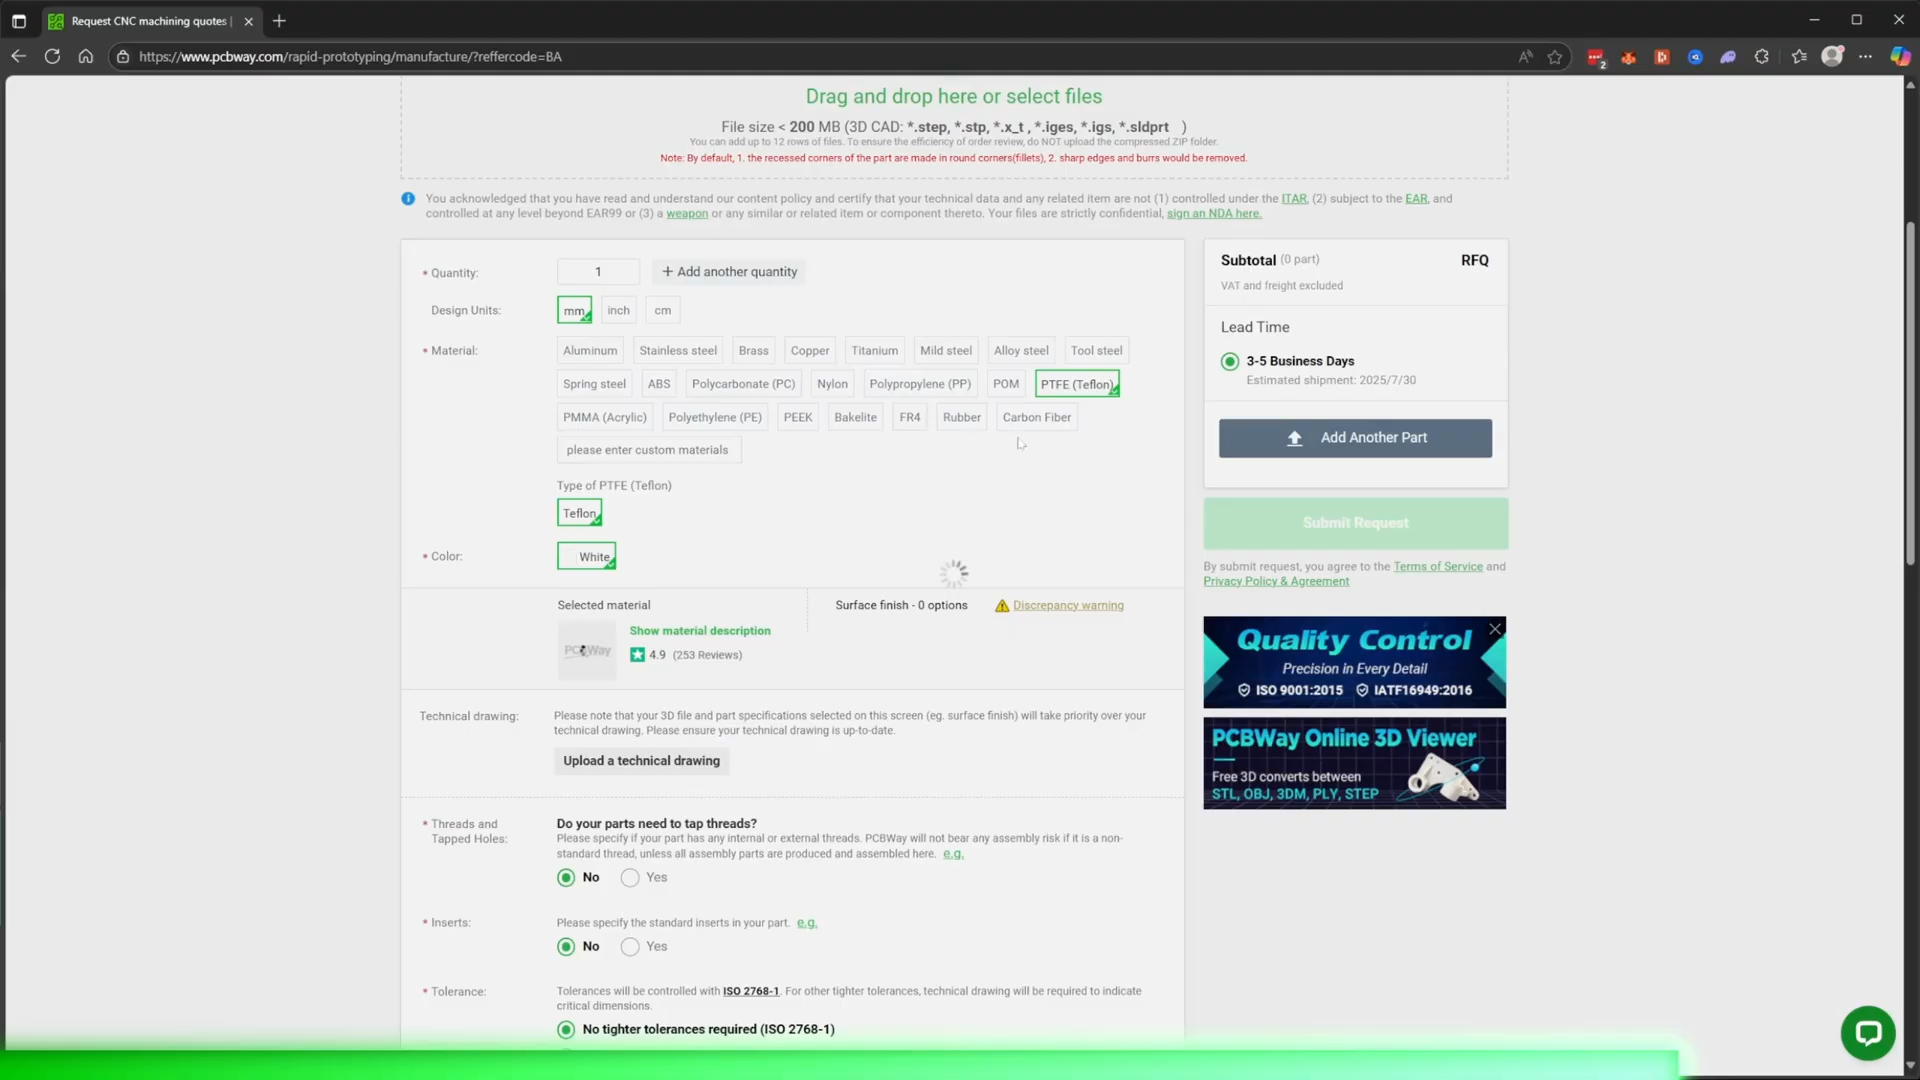 Request CNC machining quotes |
https://www.pcbway.com/rapid-prototyping/manufacture/?reffercode=BA
2
Drag and drop here or select files
File size < 200 MB (3D CAD: *.step, *.stp, *.x_t , *.iges, *.igs, *.sldprt )
You can add up to 12 rows of files. To ensure the efficiency of order review, do NOT upload the compressed ZIP folder.
Note: By default, 1. the recessed corners of the part are made in round corners(fillets), 2. sharp edges and burrs would be removed.
You acknowledged that you have read and understand our content policy and certify that your technical data and any related item are not (1) controlled under the ITAR, (2) subject to the EAR, and
controlled at any level beyond EAR99 or (3) a weapon or any similar or related item or component thereto. Your files are strictly confidential, sign an NDA here.
* Quantity: 1 + Add another quantity
Design Units: mm inch cm
* Material: Aluminum Stainless steel Brass Copper Titanium Mild steel Alloy steel Tool steel
Spring steel ABS Polycarbonate (PC) Nylon Polypropylene (PP) POM PTFE (Teflon)
PMMA (Acrylic) Polyethylene (PE) PEEK Bakelite FR4 Rubber Carbon Fiber
please enter custom materials
Type of PTFE (Teflon)
Teflon
* Color: White
Selected material
PCBWay
Show material description
4.9 (253 Reviews)
Surface finish - 0 options Discrepancy warning
Technical drawing: Please note that your 3D file and part specifications selected on this screen (eg. surface finish) will take priority over your
technical drawing. Please ensure your technical drawing is up-to-date.
Upload a technical drawing
* Threads and
Tapped Holes:
Do your parts need to tap threads?
Please specify if your part has any internal or external threads. PCBWay will not bear any assembly risk if it is a non-
standard thread, unless all assembly parts are produced and assembled here. e.g.
No Yes
* Inserts: Please specify the standard inserts in your part. e.g.
No Yes
* Tolerance: Tolerances will be controlled with ISO 2768-1. For other tighter tolerances, technical drawing will be required to indicate
critical dimensions.
No tighter tolerances required (ISO 2768-1)
Subtotal (0 part) RFQ
VAT and freight excluded
Lead Time
3-5 Business Days
Estimated shipment: 2025/7/30
Add Another Part
Submit Request
By submit request, you agree to the Terms of Service and
Privacy Policy & Agreement
Quality Control
Precision in Every Detail
ISO 9001:2015 IATF16949:2016
PCBWay Online 3D Viewer
Free 3D converts between
STL, OBJ, 3DM, PLY, STEP